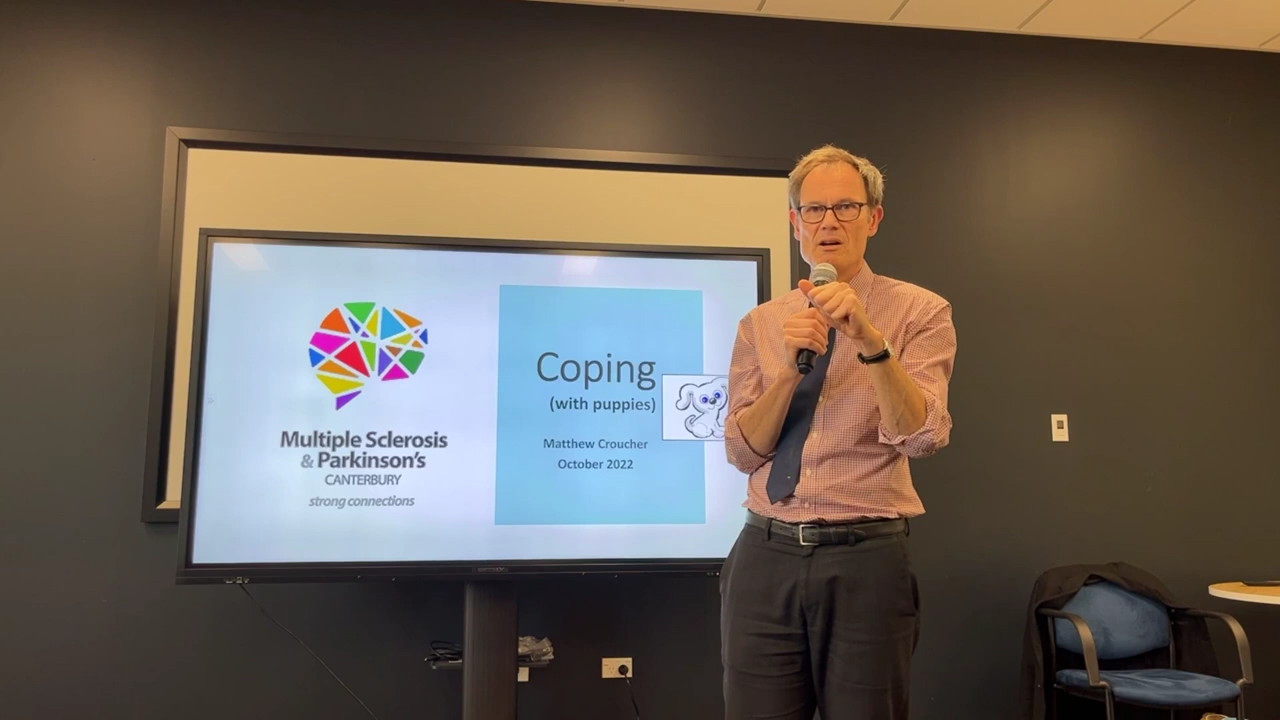 Multiple Sclerosis
& Parkinson's
CANTERBURY
strong connections
Coping
(with puppies)
Matthew Croucher
October 2022